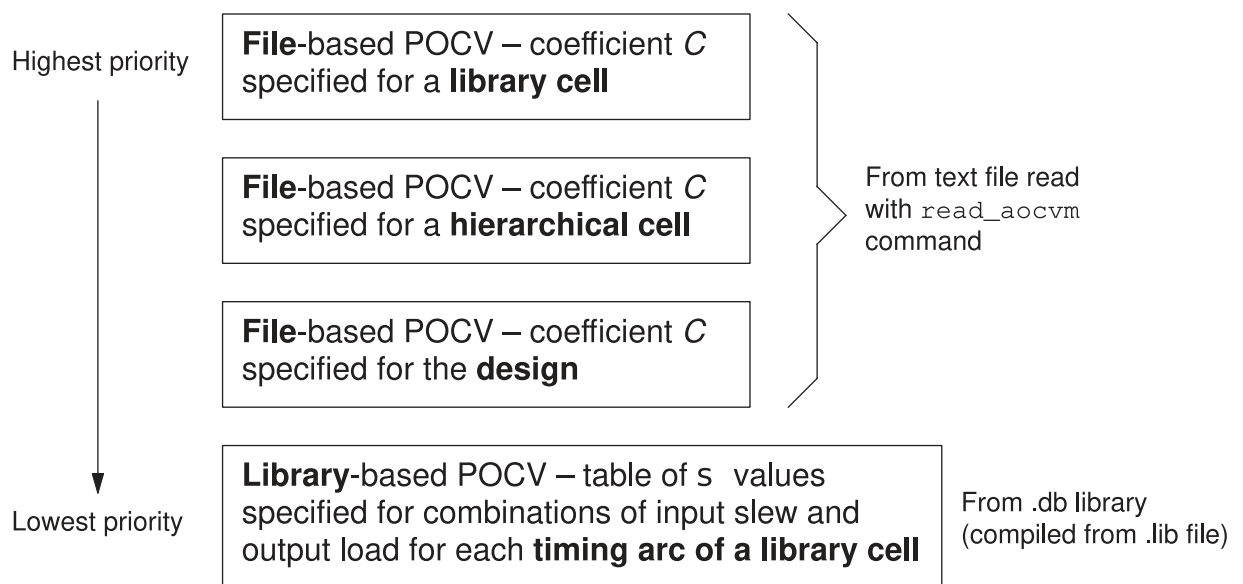 Highest priority
File-based POCV – coefficient C
specified for a library cell
File-based POCV – coefficient C
specified for a hierarchical cell
From text file read
with read_aocvm
command
File-based POCV – coefficient C
specified for the design
Lowest priority
Library-based POCV – table of s values
specified for combinations of input slew and
output load for each timing arc of a library cell
From .db library
(compiled from .lib file)